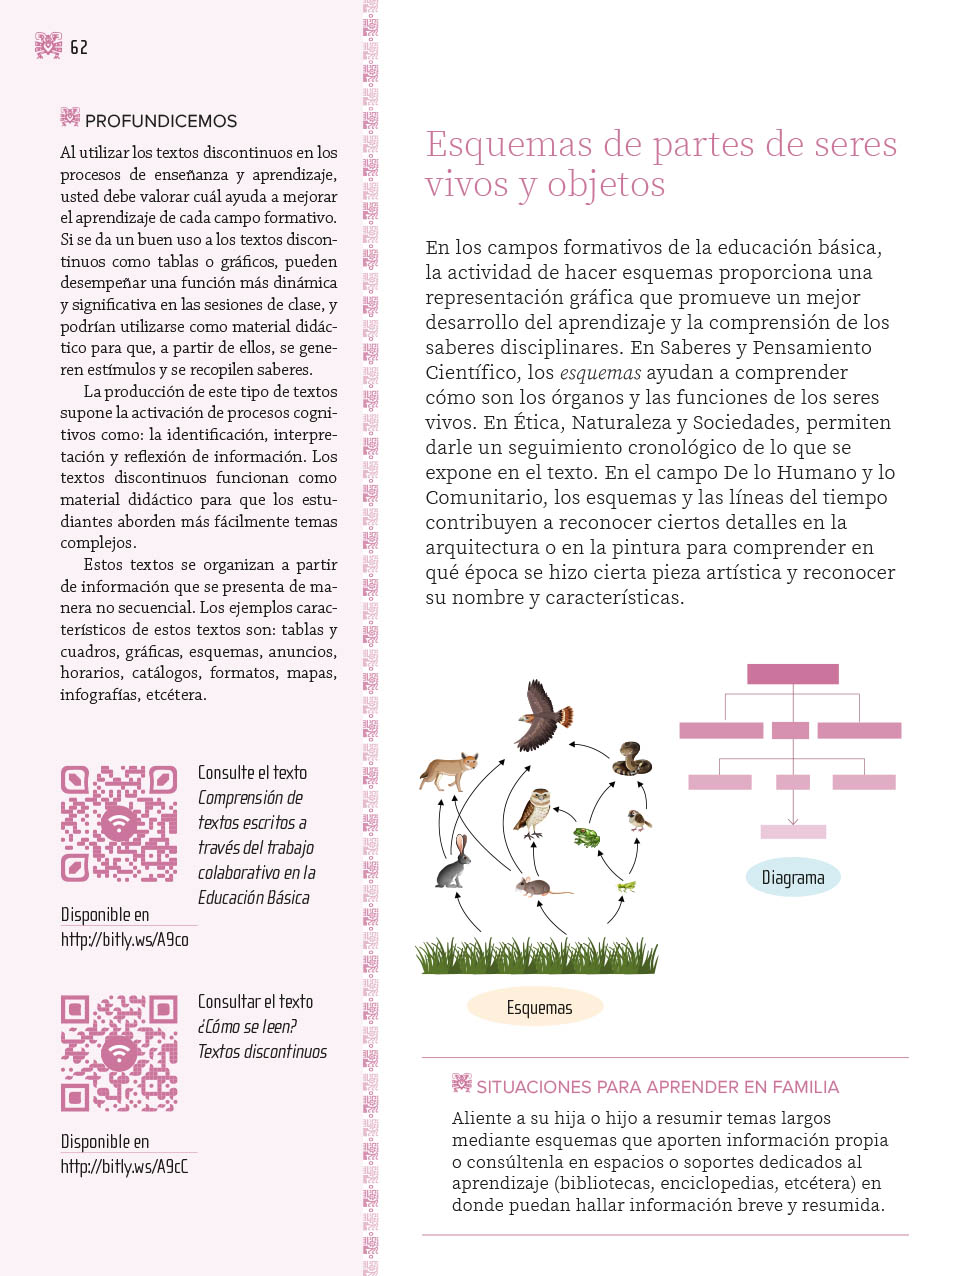 62
PROFUNDICEMOS
Al utilizar los textos discontinuos en los
procesos de enseñanza y aprendizaje,
usted debe valorar cuál ayuda a mejorar
el aprendizaje de cada campo formativo.
Si se da un buen uso a los textos discon-
tinuos como tablas o gráficos, pueden
desempeñar una función más dinámica
y significativa en las sesiones de clase, y
podrían utilizarse como material didác-
tico para que, a partir de ellos, se gene-
ren estímulos y se recopilen saberes.
La producción de este tipo de textos
supone la activación de procesos cogni-
tivos como: la identificación, interpre-
tación y reflexión de información. Los
textos discontinuos funcionan como
material didáctico para que los estu-
diantes aborden más fácilmente temas
complejos.
Estos textos se organizan a partir
de información que se presenta de ma-
nera no secuencial. Los ejemplos carac-
terísticos de estos textos son: tablas y
cuadros, gráficas, esquemas, anuncios,
horarios, catálogos, formatos, mapas,
infografías, etcétera.
Consulte el texto
Comprensión de
textos escritos a
través del trabajo
colaborativo en la
Educación Básica
Disponible en
http://bitly.ws/A9co
Consultar el texto
¿Cómo se leen?
Textos discontinuos
Disponible en
http://bitly.ws/A9cC
Esquemas de partes de seres
vivos y objetos
En los campos formativos de la educación básica,
la actividad de hacer esquemas proporciona una
representación gráfica que promueve un mejor
desarrollo del aprendizaje y la comprensión de los
saberes disciplinares. En Saberes y Pensamiento
Científico, los esquemas ayudan a comprender
cómo son los órganos y las funciones de los seres
vivos. En Ética, Naturaleza y Sociedades, permiten
darle un seguimiento cronológico de lo que se
expone en el texto. En el campo De lo Humano y lo
Comunitario, los esquemas y las líneas del tiempo
contribuyen a reconocer ciertos detalles en la
arquitectura o en la pintura para comprender en
qué época se hizo cierta pieza artística y reconocer
su nombre y características.
Diagrama
Esquemas
SITUACIONES PARA APRENDER EN FAMILIA
Aliente a su hija o hijo a resumir temas largos
mediante esquemas que aporten información propia
o consúltenla en espacios o soportes dedicados al
aprendizaje (bibliotecas, enciclopedias, etcétera) en
donde puedan hallar información breve y resumida.